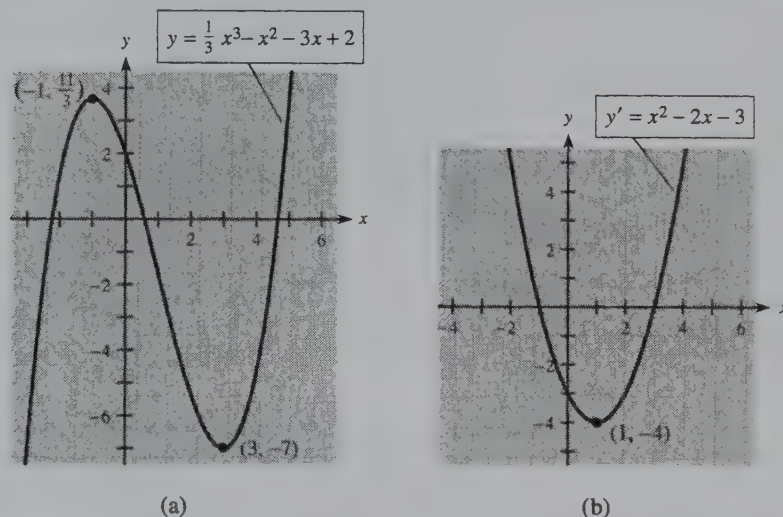 y = 1/3 x³ – x² – 3x + 2
y
(−1, 11/3)
4
2
x
2
4
6
−2
−4
−6
(3, −7)
(a)
y′ = x² − 2x − 3
y
4
2
−4
−2
2
4
6
x
−2
−4
(1, −4)
(b)